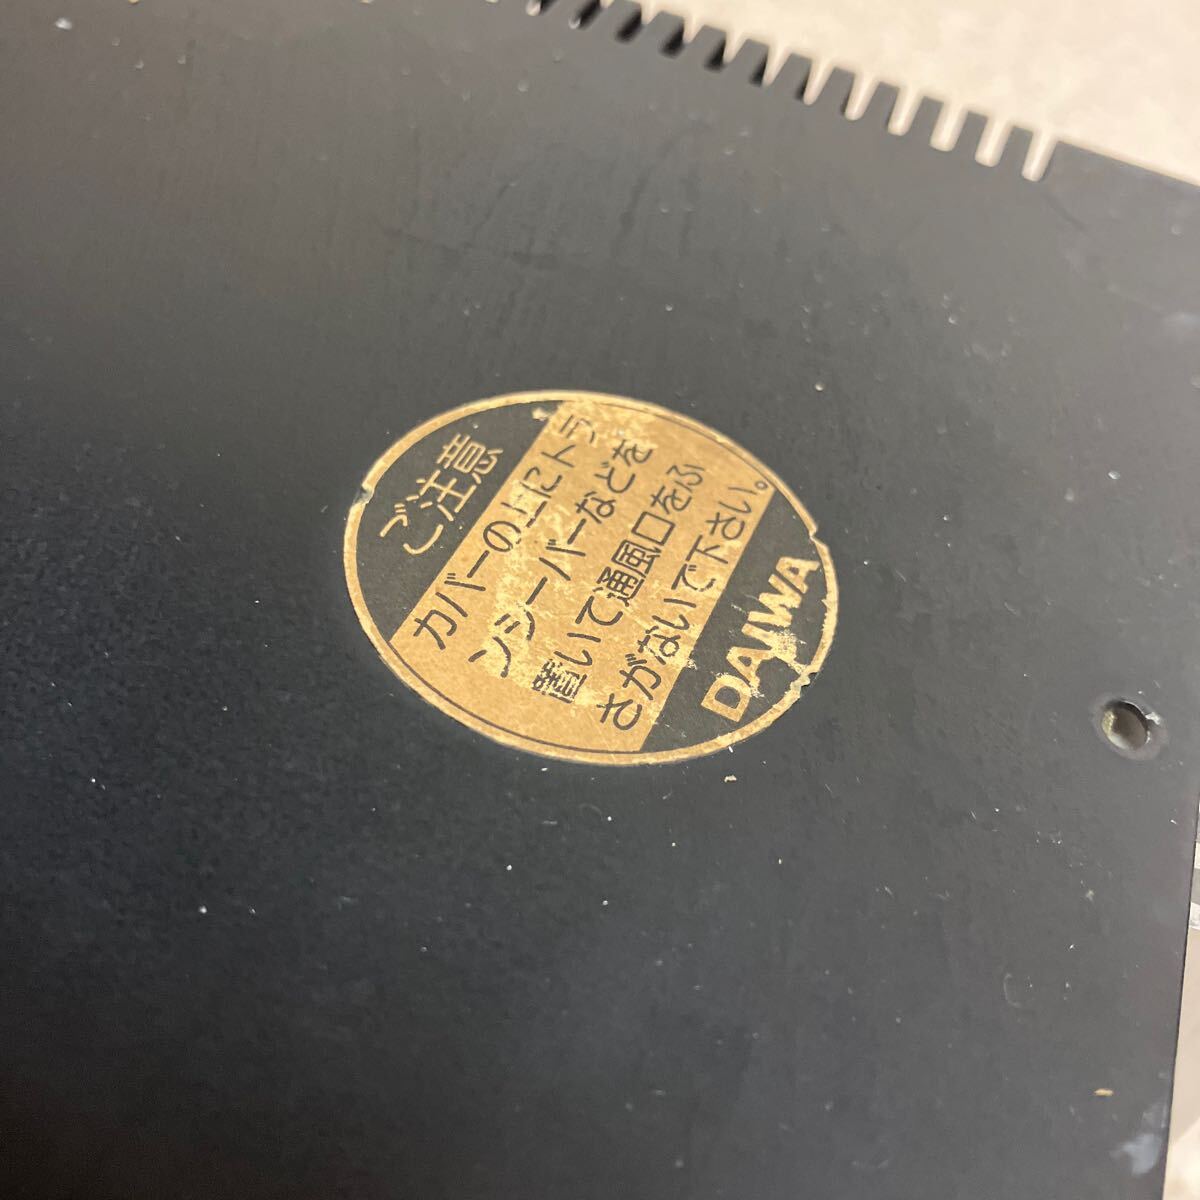 ご注意
カバーの上にトラ
ンシーバーなどを
置いて通風口をふ
さがないで下さい。
DAIWA